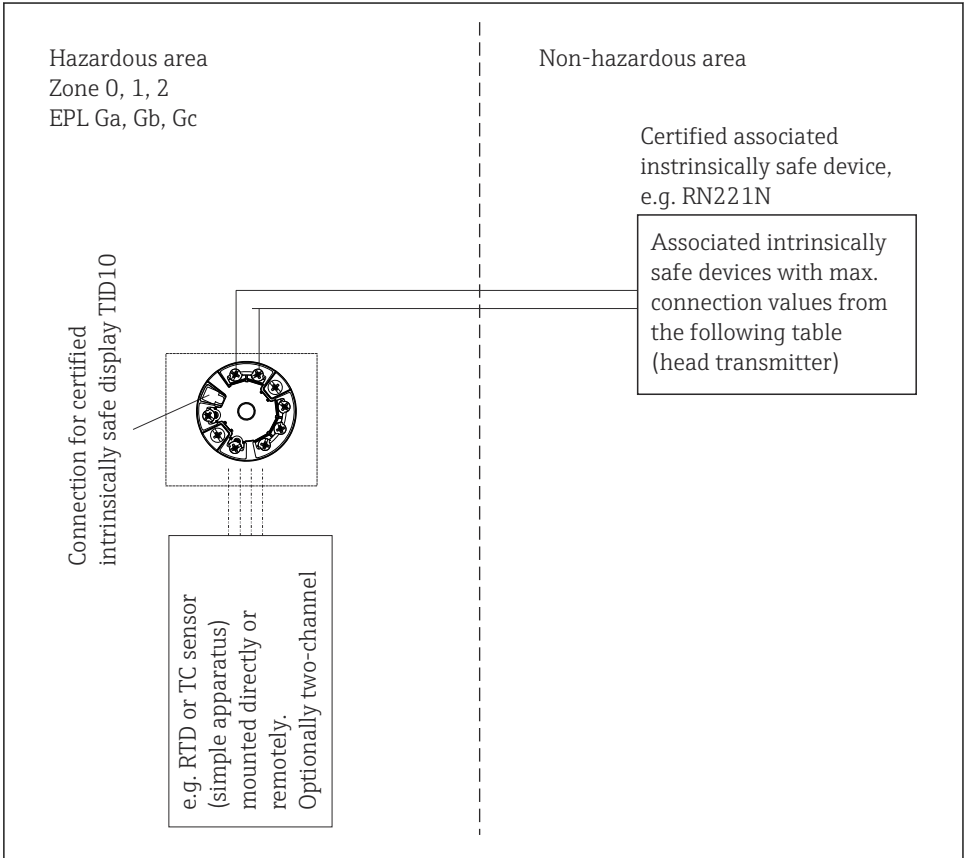 Hazardous area
Zone 0, 1, 2
EPL Ga, Gb, Gc
Non-hazardous area
Certified associated
instrinsically safe device,
e.g. RN221N
Associated intrinsically
safe devices with max.
connection values from
the following table
(head transmitter)
Connection for certified
intrinsically safe display TID10
e.g. RTD or TC sensor
(simple apparatus)
mounted directly or
remotely.
Optionally two-channel